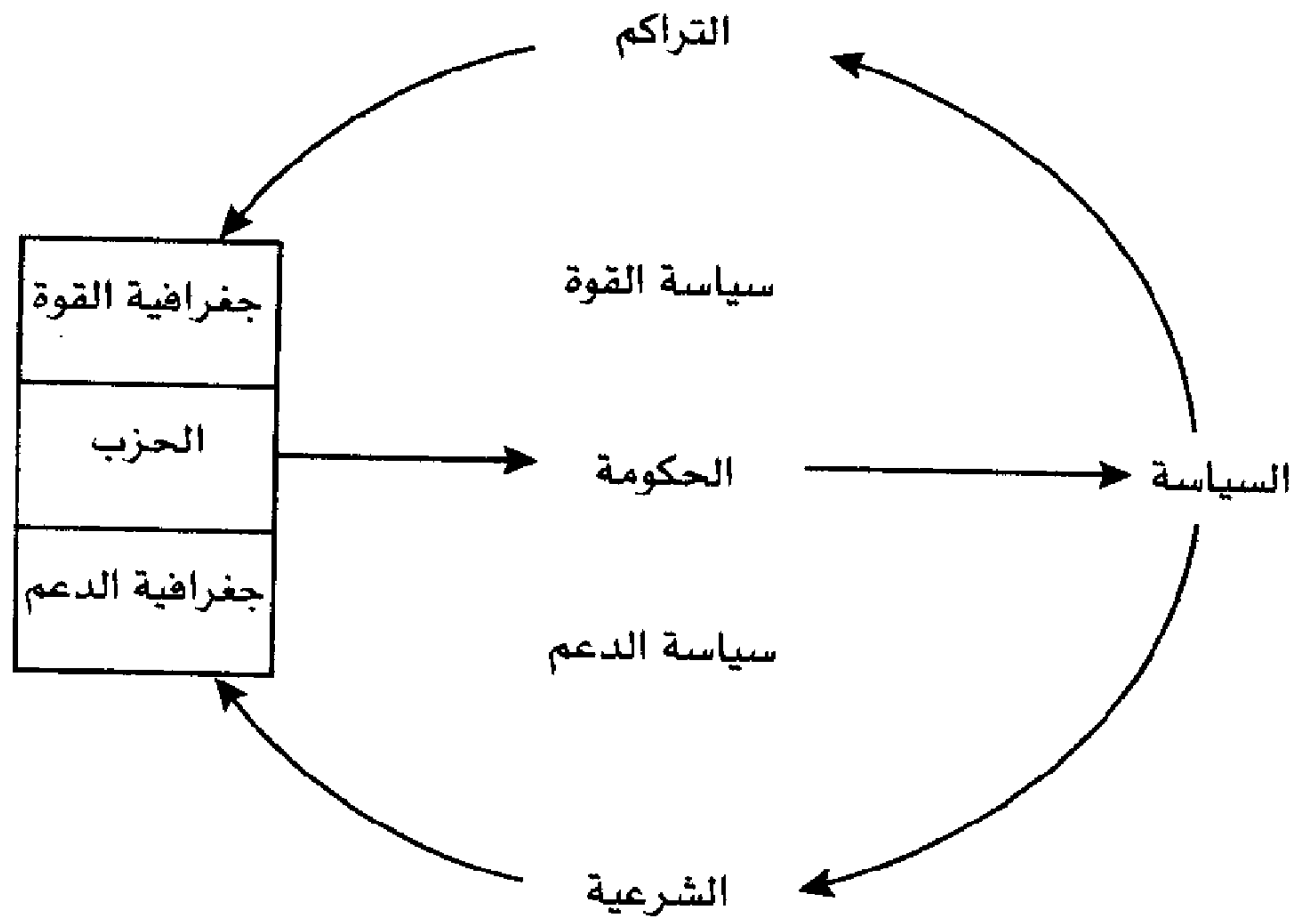 التراكم
سياسة القوة
جغرافية القوة
الحزب
الحكومة
السياسة
جغرافية الدعم
سياسة الدعم
الشرعية